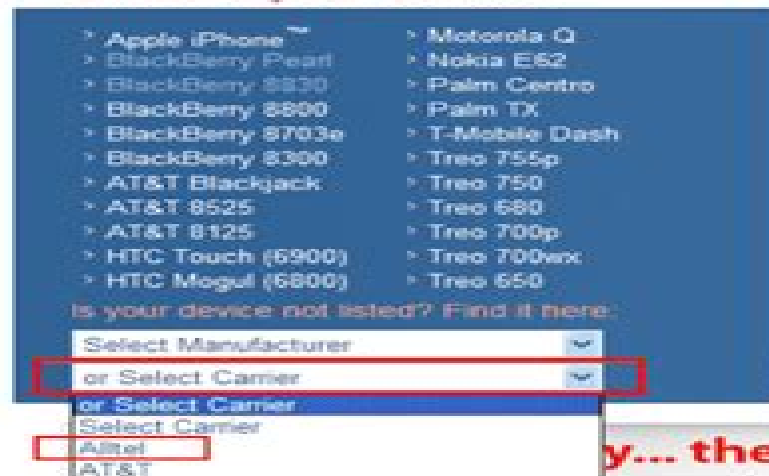 > Apple iPhone™
> BlackBerry Pearl
> BlackBerry 8830
> BlackBerry 8800
> BlackBerry 8703e
> BlackBerry 8300
> AT&T Blackjack
> AT&T 8525
> AT&T 8125
> HTC Touch (6900)
> HTC Mogul (6800)
> Motorola Q
> Nokia E62
> Palm Centro
> Palm TX
> T-Mobile Dash
> Treo 755p
> Treo 750
> Treo 680
> Treo 700p
> Treo 700wx
> Treo 650
Is your device not listed? Find it here:
Select Manufacturer
or Select Carrier
or Select Carrier
Select Carrier
Alltel
AT&T
y... the